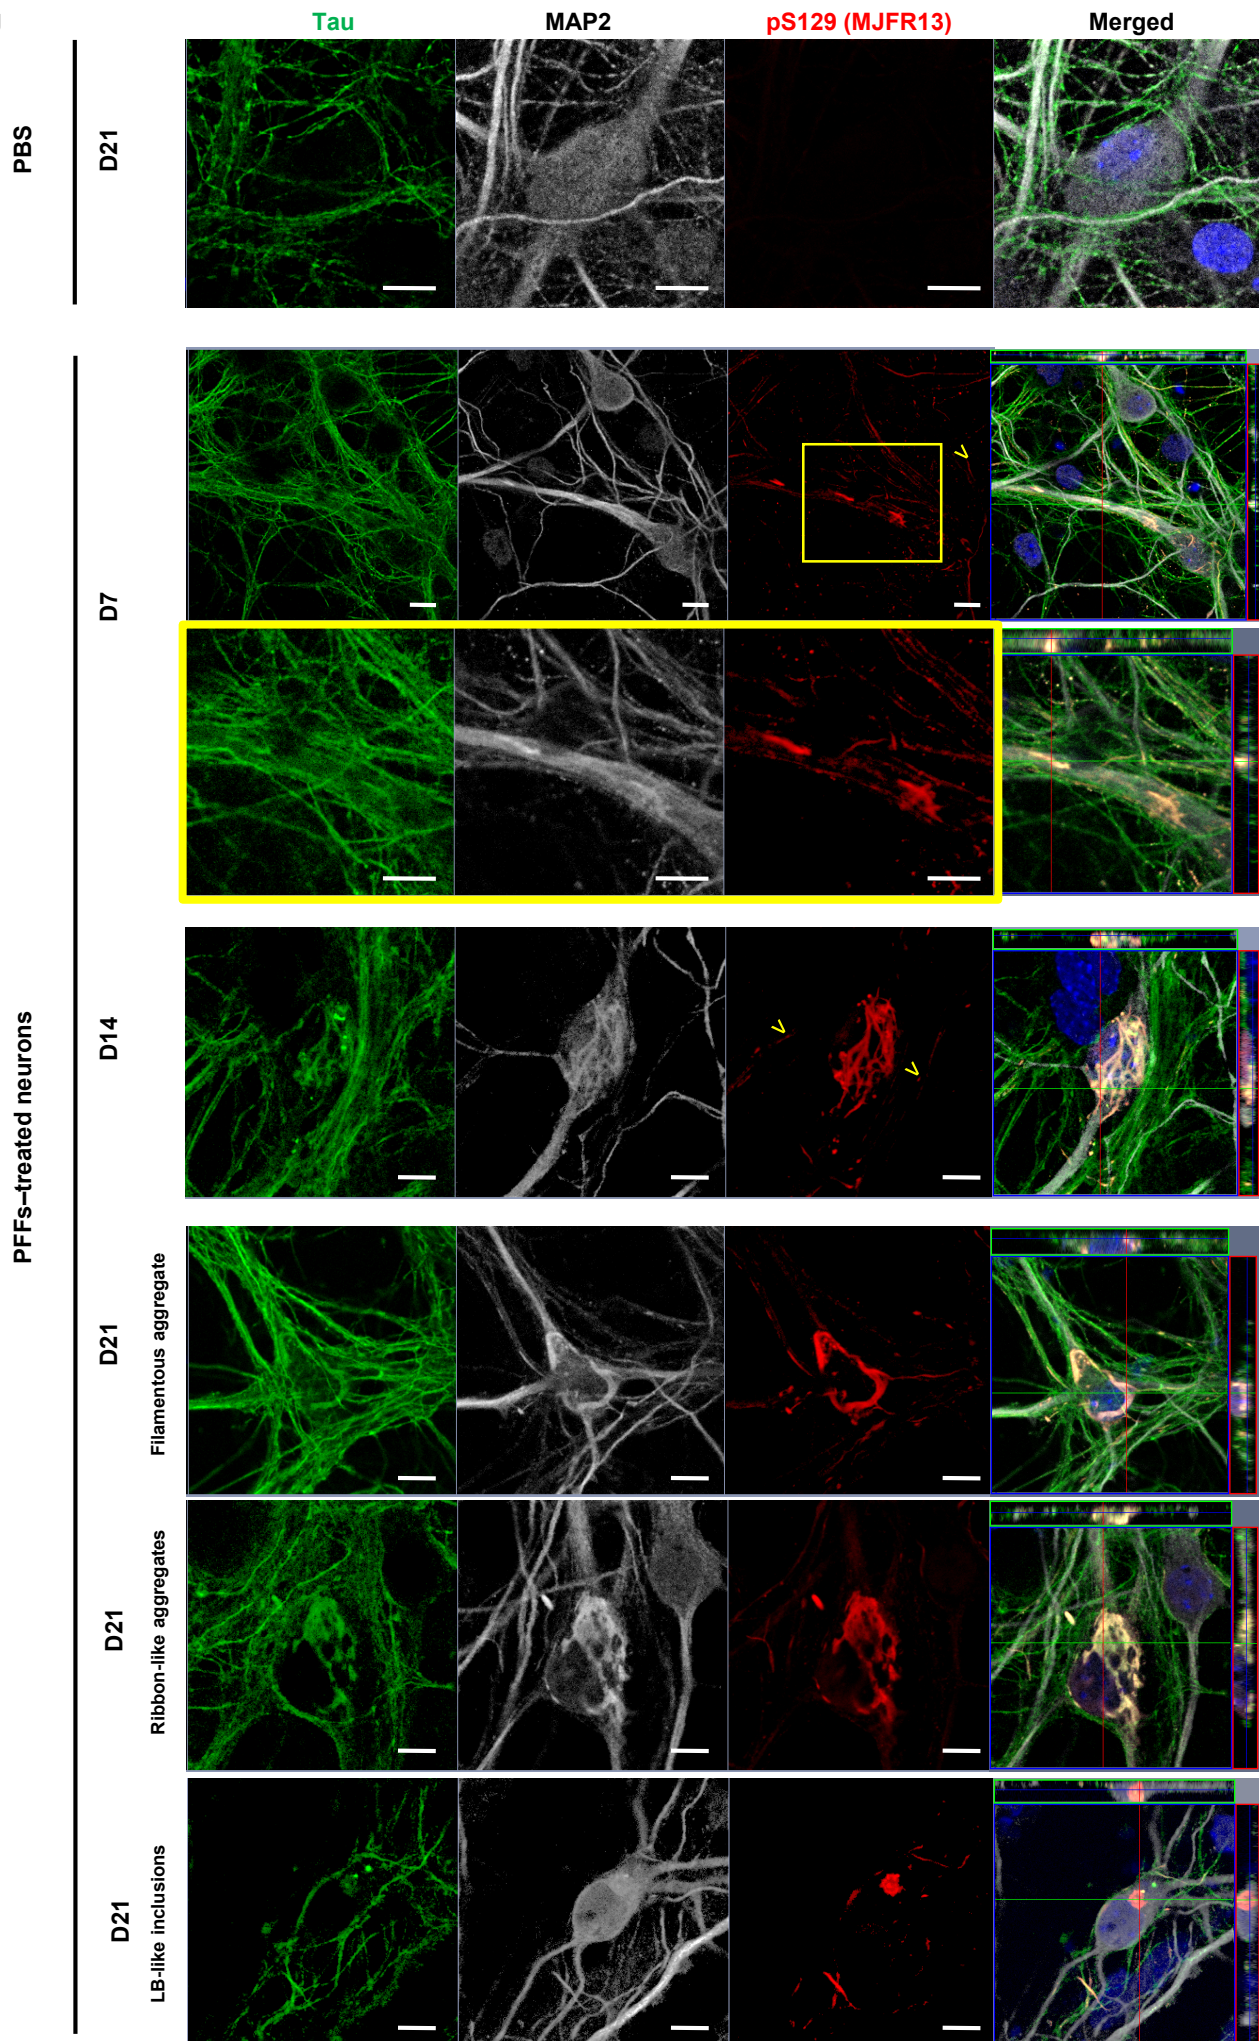 Tau MAP2 pS129 (MJFR13) Merged
PBS
D21
PFFs–treated neurons
D7
D14
D21
Filamentous aggregate
D21
Ribbon-like aggregates
D21
LB-like inclusions